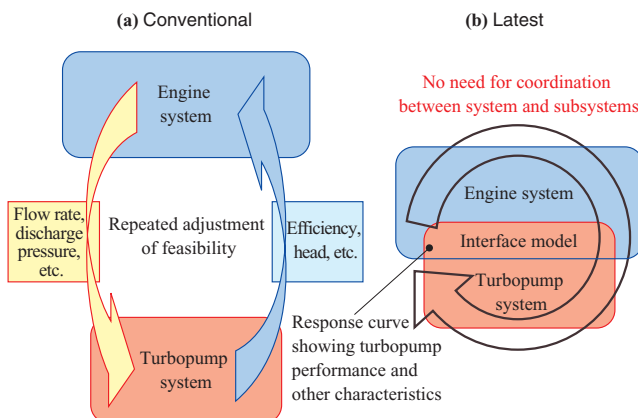 (a) Conventional
Engine
system
Flow rate,
discharge
pressure,
etc.
Repeated adjustment
of feasibility
Efficiency,
head, etc.
Turbopump
system
(b) Latest
No need for coordination
between system and subsystems
Engine system
Interface model
Turbopump
system
Response curve
showing turbopump
performance and
other characteristics